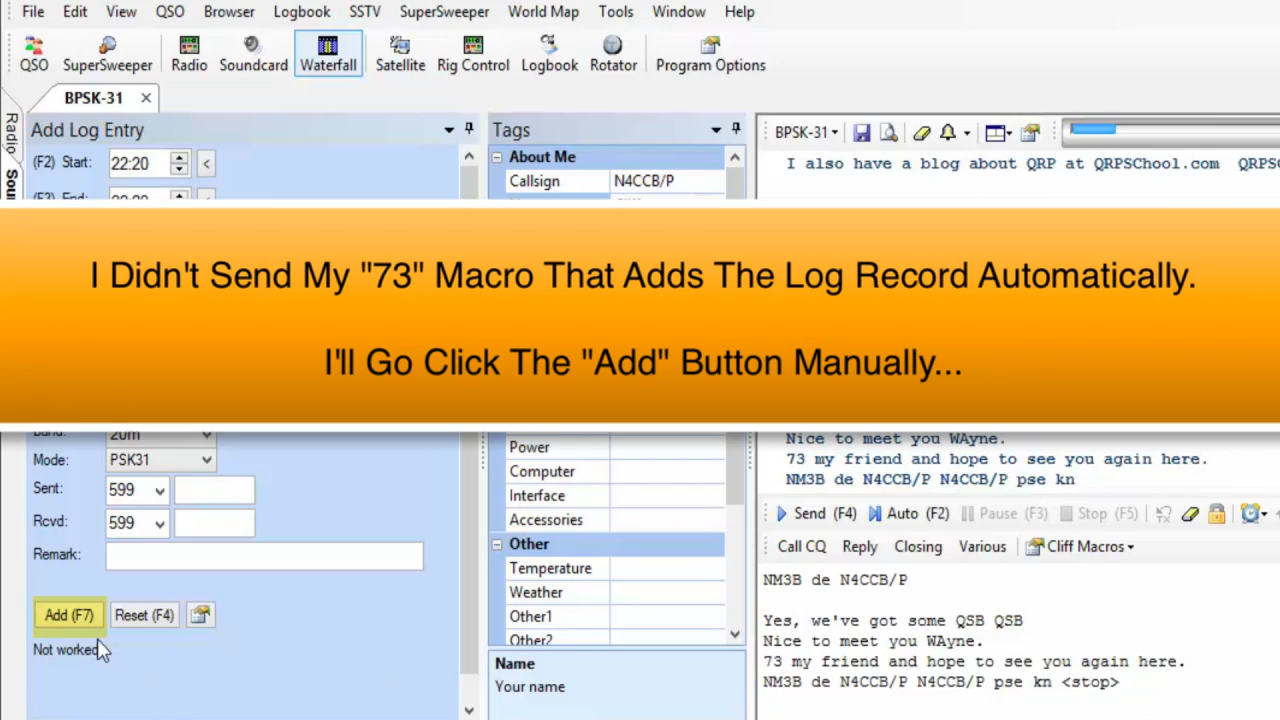 File Edit View QSO Browser Logbook SSTV SuperSweeper World Map Tools Window Help
QSO SuperSweeper Radio Soundcard Waterfall Satellite Rig Control Logbook Rotator Program Options
BPSK-31
Radio
Add Log Entry
(F2) Start: 22:20 <
Tags
About Me
Callsign N4CCB/P
BPSK-31
I also have a blog about QRP at QRPSChool.com QRPS
I Didn't Send My "73" Macro That Adds The Log Record Automatically.
I'll Go Click The "Add" Button Manually...
20m
Mode: PSK31
Sent: 599
Rcvd: 599
Remark:
Add (F7) Reset (F4)
Not worked
Power
Computer
Interface
Accessories
Other
Temperature
Weather
Other1
Other2
Name
Your name
Nice to meet you WAyne.
73 my friend and hope to see you again here.
NM3B de N4CCB/P N4CCB/P pse kn
Send (F4) Auto (F2) Pause (F3) Stop (F5)
Call CQ Reply Closing Various Cliff Macros
NM3B de N4CCB/P
Yes, we've got some QSB QSB
Nice to meet you WAyne.
73 my friend and hope to see you again here.
NM3B de N4CCB/P N4CCB/P pse kn <stop>